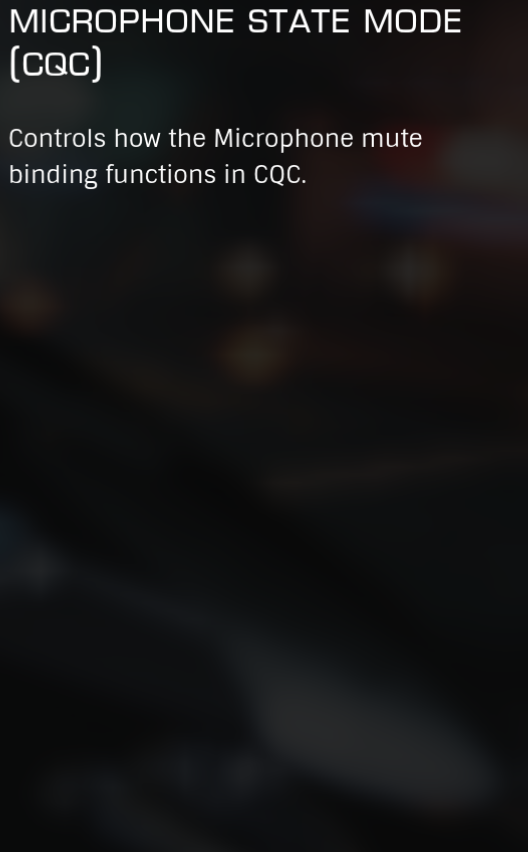 MICROPHONE STATE MODE
(CQC)
Controls how the Microphone mute
binding functions in CQC.